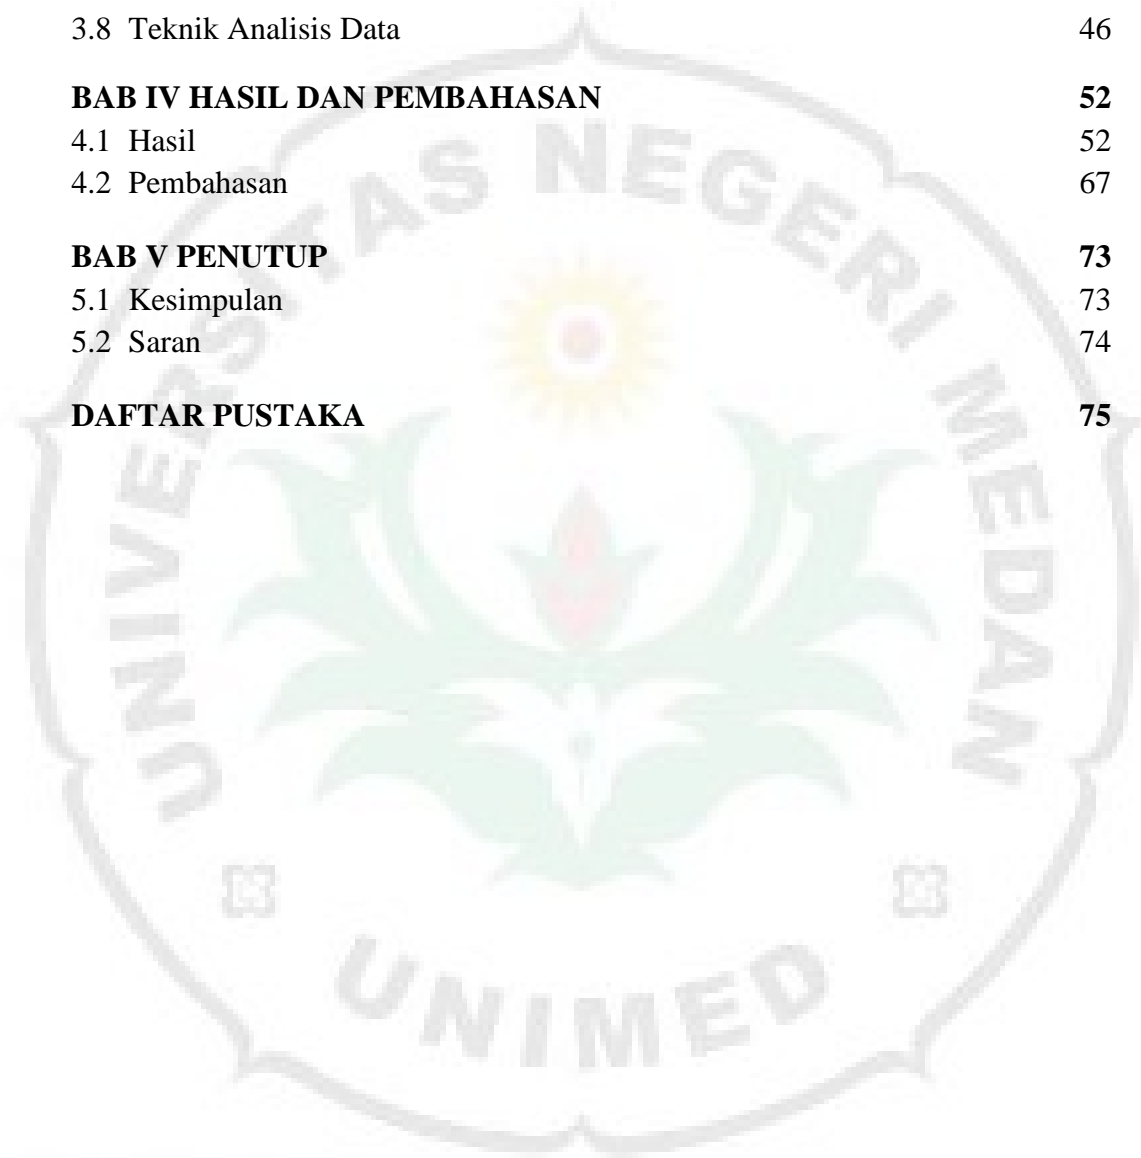 3.8 Teknik Analisis Data 46
BAB IV HASIL DAN PEMBAHASAN 52
4.1 Hasil 52
4.2 Pembahasan 67
BAB V PENUTUP 73
5.1 Kesimpulan 73
5.2 Saran 74
DAFTAR PUSTAKA 75
UNIVERSITAS NEGERI MEDAN
UNIMED